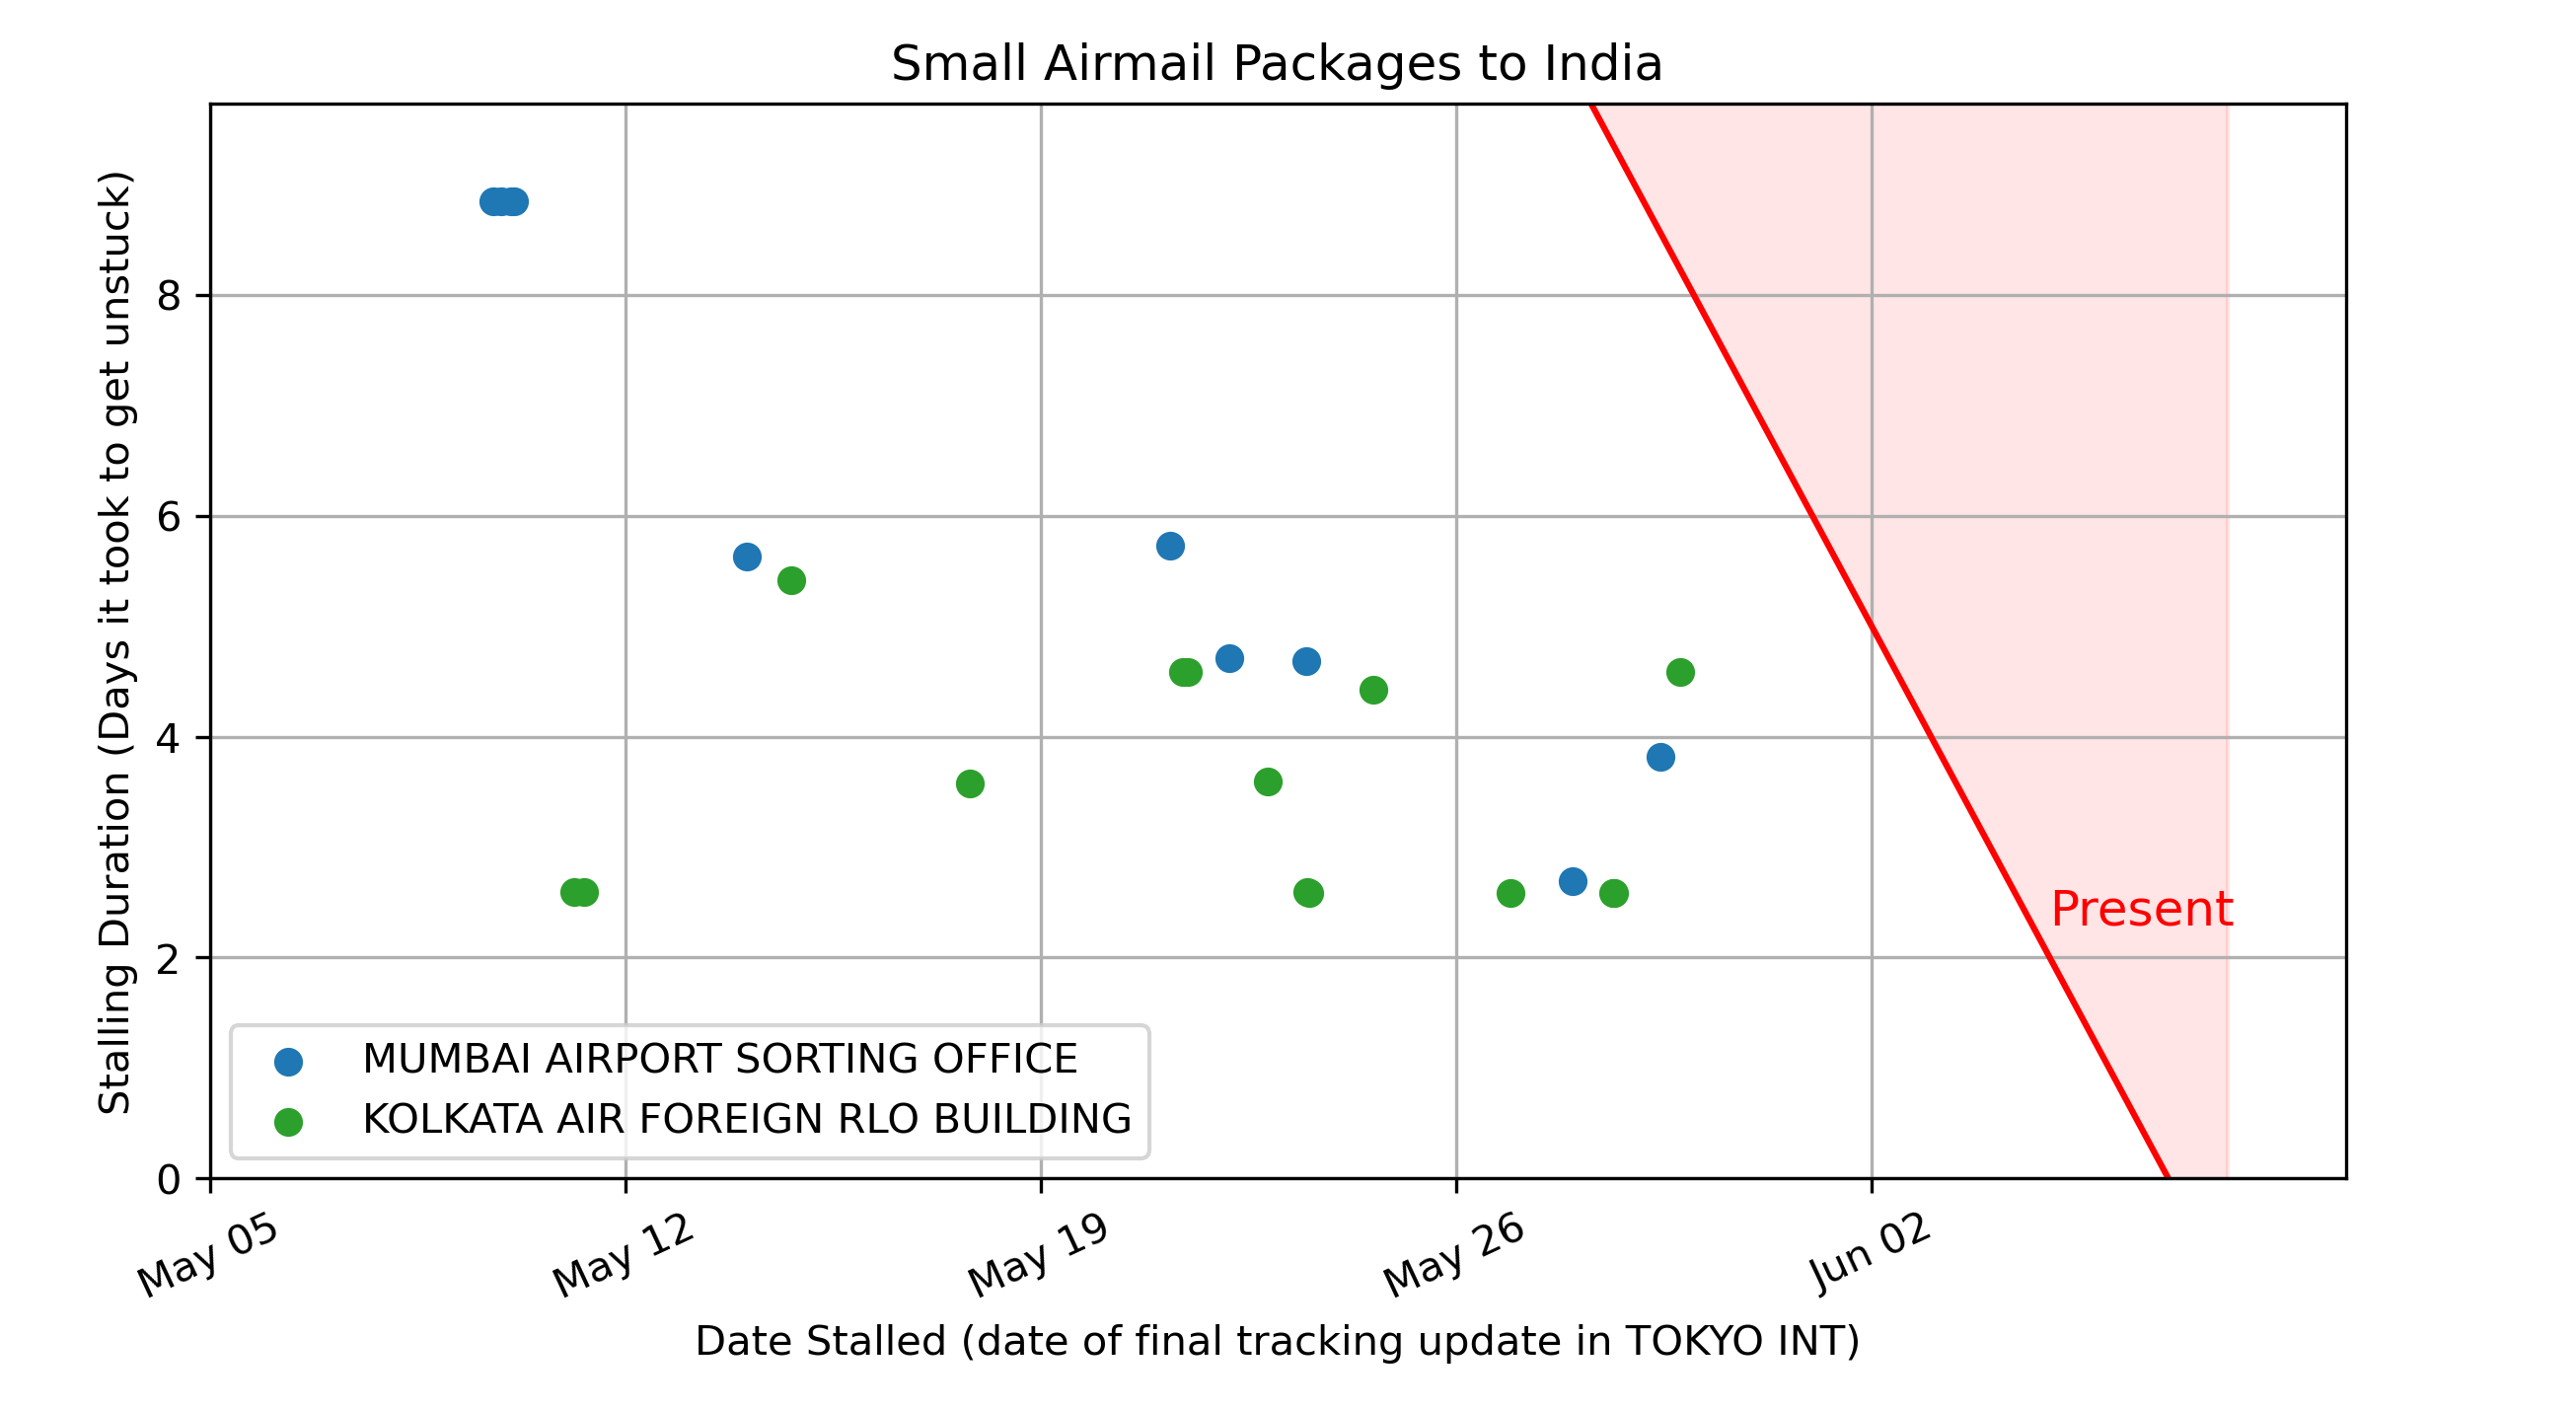 Small Airmail Packages to India
Stalling Duration (Days it took to get unstuck)
8
6
4
2
0
Present
MUMBAI AIRPORT SORTING OFFICE
KOLKATA AIR FOREIGN RLO BUILDING
May 05
May 12
May 19
May 26
Jun 02
Date Stalled (date of final tracking update in TOKYO INT)